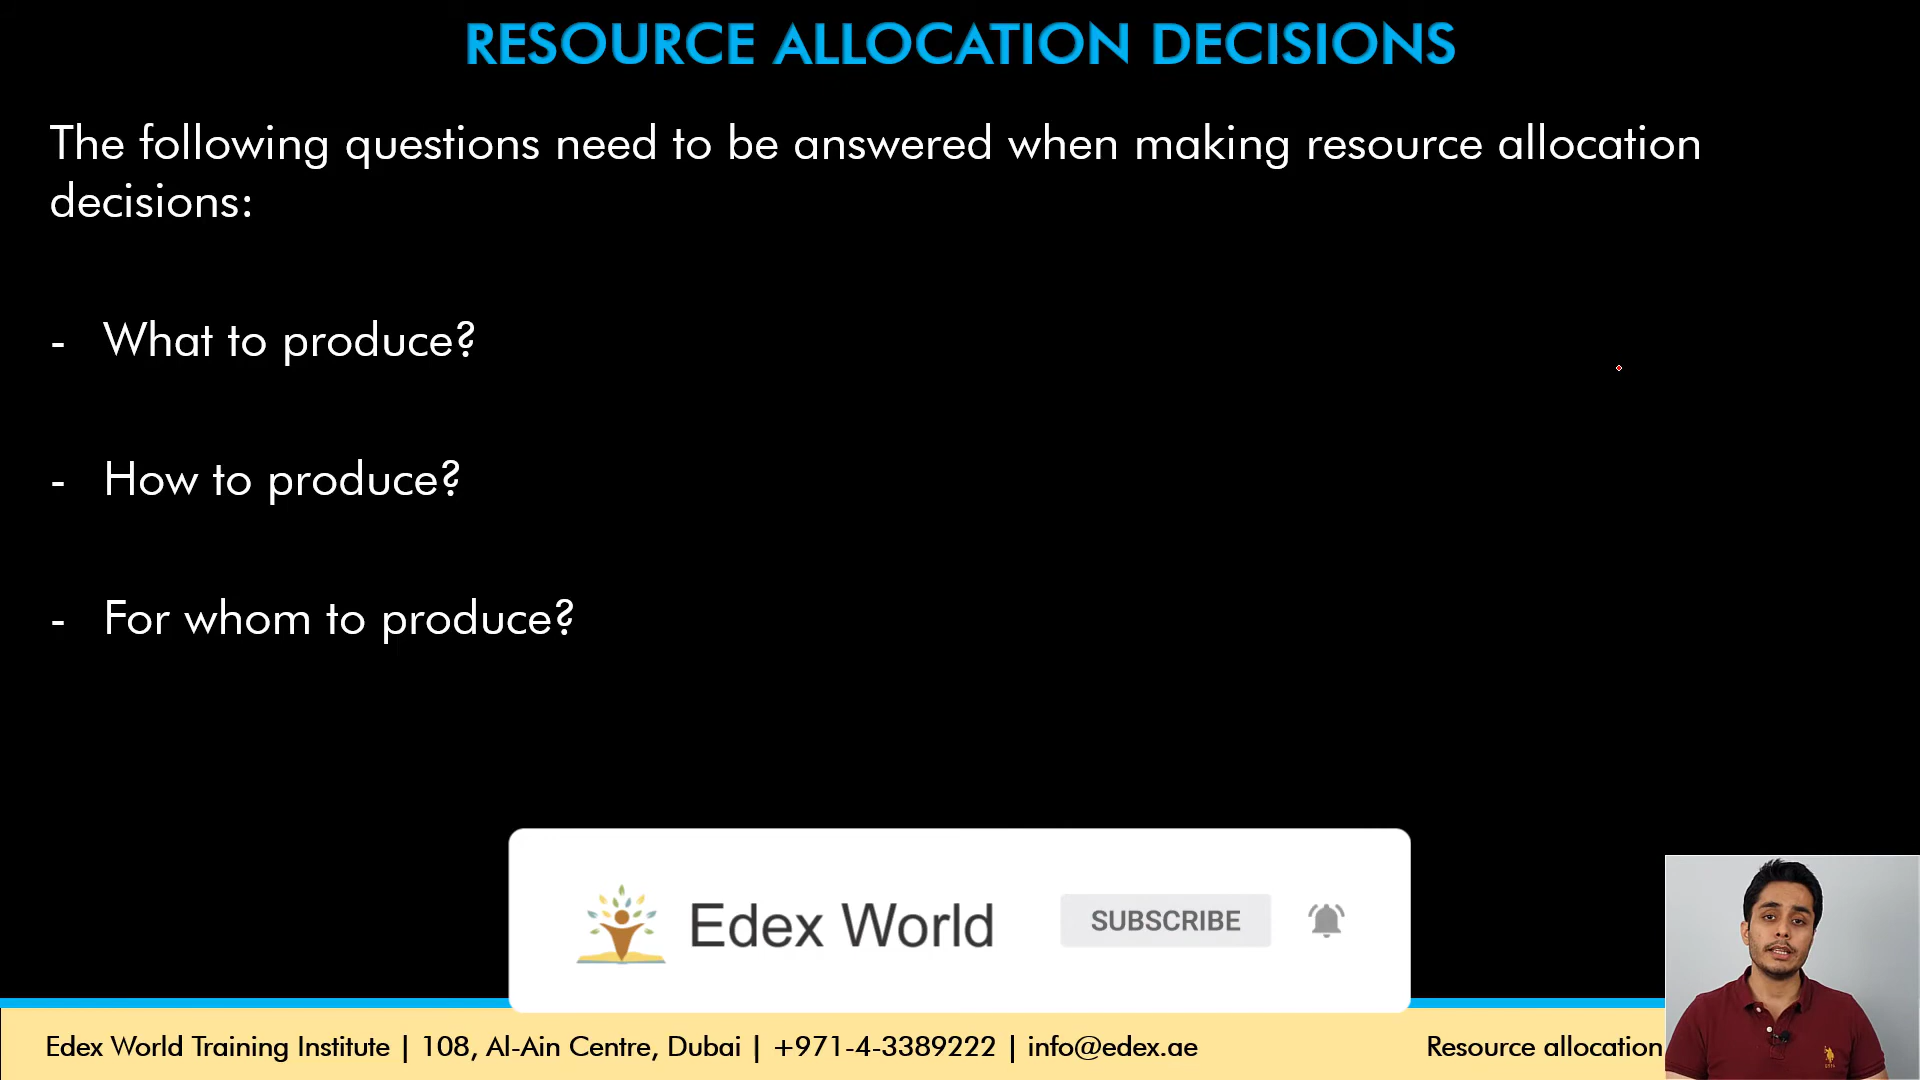 RESOURCE ALLOCATION DECISIONS
The following questions need to be answered when making resource allocation
decisions:
- What to produce?
- How to produce?
- For whom to produce?
Edex World
SUBSCRIBE
Edex World Training Institute | 108, Al-Ain Centre, Dubai | +971-4-3389222 | info@edex.ae
Resource allocation